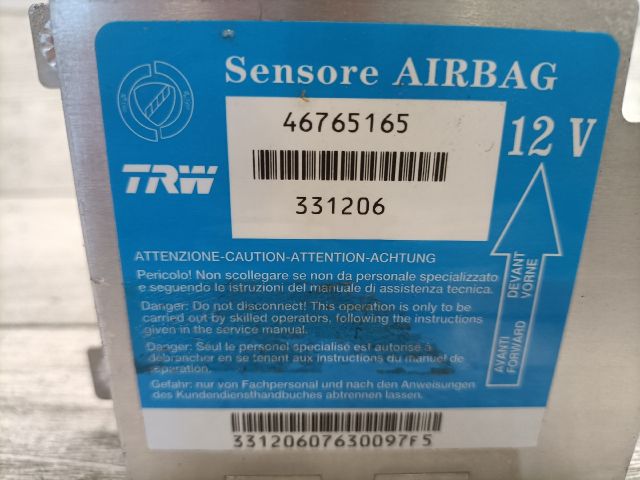 Sensore AIRBAG
46765165
12 V
TRW
331206
ATTENZIONE-CAUTION-ATTENTION-ACHTUNG
Pericolo! Non scollegare se non da personale specializzato
e seguendo le istruzioni del manuale di assistenza tecnica.
Danger: Do not disconnect! This operation is only to be
carried out by skilled operators, following the instructions
given in the service manual.
Danger: Seul le personel spécialisé est autorisé à
débrancher en se tenant aux instructions du manuel de
réparation.
Gefahr: nur von Fachpersonal und nach den Anweisungen
des Kundendiensthandbuches abtrennen lassen.
AVANTI DEVANT
FORWARD VORNE
33120607630097F5